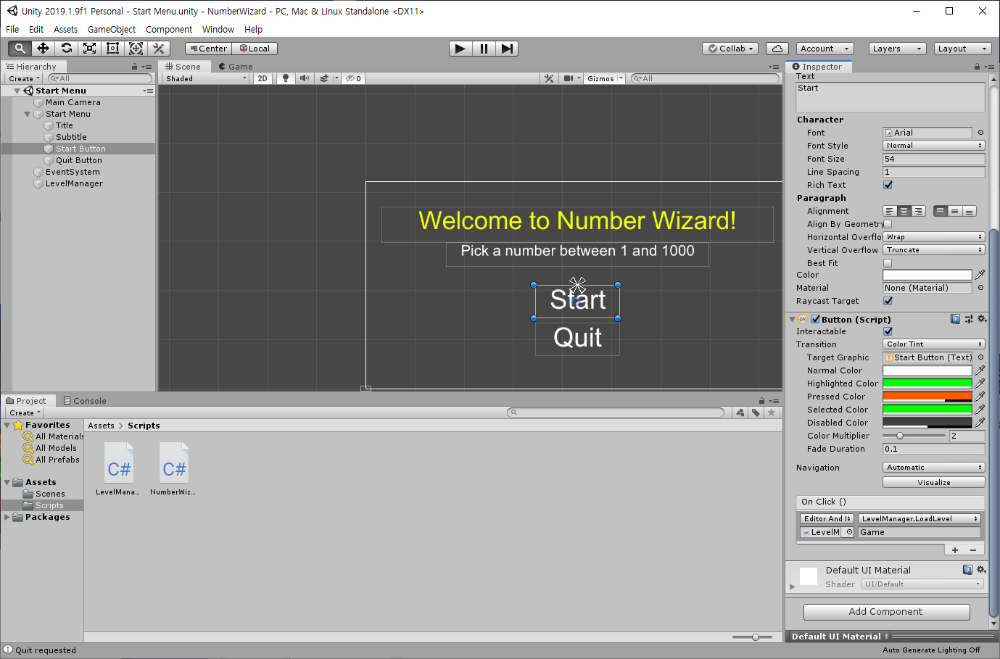 Unity 2019.1.9f1 Personal - Start Menu.unity - NumberWizard - PC, Mac & Linux Standalone <DX11>
File Edit Assets GameObject Component Window Help
Center Local Collab Account Layers Layout
Hierarchy
Create All
Start Menu
Main Camera
Start Menu
Title
Subtitle
Start Button
Quit Button
EventSystem
LevelManager
Scene Game
Shaded 2D 0 Gizmos All
Welcome to Number Wizard!
Pick a number between 1 and 1000
Start
Quit
Project Console
Create
Favorites
All Materials
All Models
All Prefabs
Assets
Scenes
Scripts
Packages
Assets > Scripts
C# C#
LevelMana... NumberWiz...
Inspector
Text
Start
Character
Font Arial
Font Style Normal
Font Size 54
Line Spacing 1
Rich Text
Paragraph
Alignment
Align By Geometry
Horizontal Overflo Wrap
Vertical Overflow Truncate
Best Fit
Color
Material None (Material)
Raycast Target
OK Button (Script)
Interactable
Transition Color Tint
Target Graphic T Start Button (Text)
Normal Color
Highlighted Color
Pressed Color
Selected Color
Disabled Color
Color Multiplier 2
Fade Duration 0.1
Navigation Automatic
Visualize
On Click ()
Editor And LevelManager.LoadLevel
LevelM Game
+ −
Default UI Material
Shader UI/Default
Add Component
Default UI Material
Quit requested
Auto Generate Lighting Off